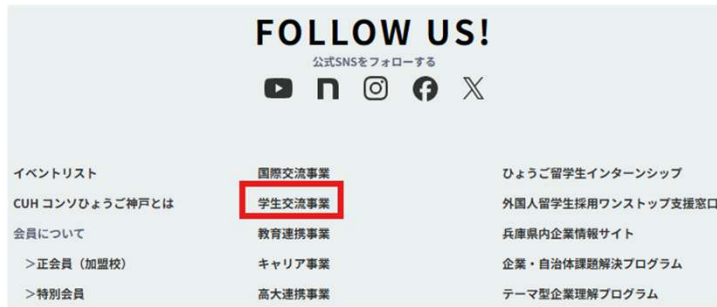 FOLLOW US!
公式SNSをフォローする
イベントリスト
CUH コンソひょうご神戸とは
会員について
＞正会員（加盟校）
＞特別会員
国際交流事業
学生交流事業
教育連携事業
キャリア事業
高大連携事業
ひょうご留学生インターンシップ
外国人留学生採用ワンストップ支援窓口
兵庫県内企業情報サイト
企業・自治体課題解決プログラム
テーマ型企業理解プログラム